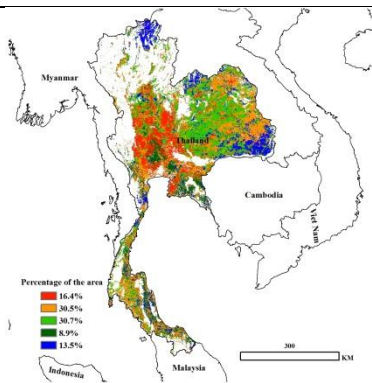 Myanmar
Thailand
Cambodia
Viet Nam
Percentage of the area
16.4%
30.5%
30.7%
8.9%
13.5%
300
KM
Malaysia
Indonesia